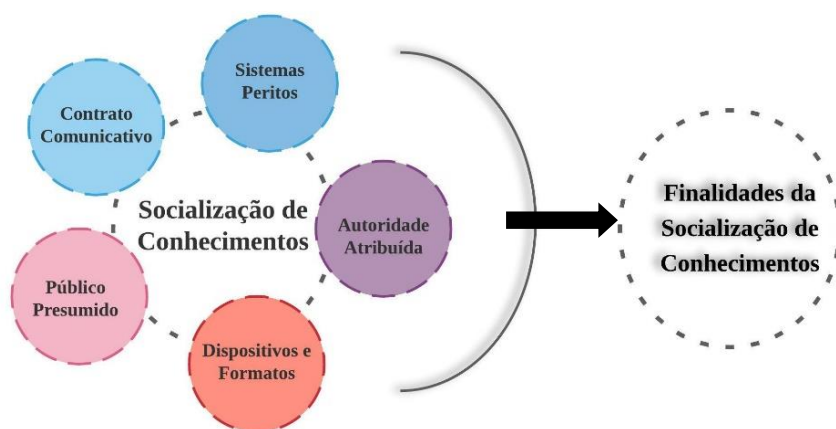 Sistemas
Peritos
Contrato
Comunicativo
Socialização de
Conhecimentos
Autoridade
Atribuída
Público
Presumido
Dispositivos e
Formatos
Finalidades da
Socialização de
Conhecimentos